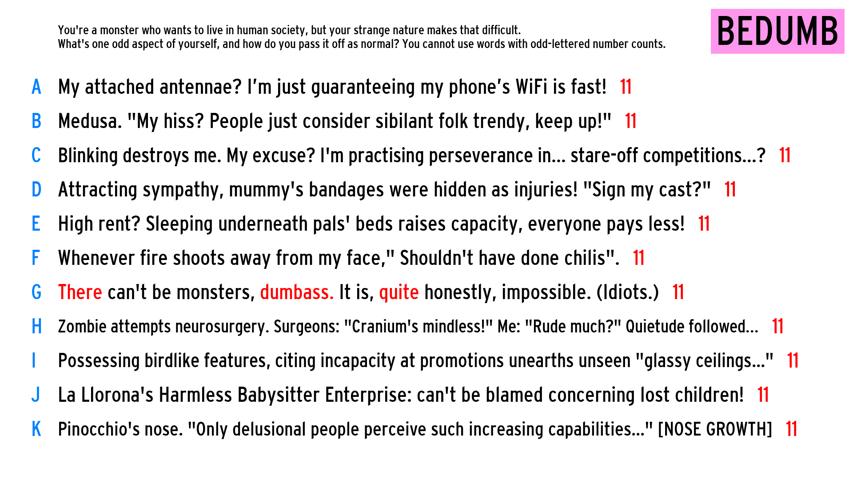 You're a monster who wants to live in human society, but your strange nature makes that difficult.
What's one odd aspect of yourself, and how do you pass it off as normal? You cannot use words with odd-lettered number counts.
BEDUMB
A My attached antennae? I'm just guaranteeing my phone's WiFi is fast! 11
B Medusa. "My hiss? People just consider sibilant folk trendy, keep up!" 11
C Blinking destroys me. My excuse? I'm practising perseverance in... stare-off competitions...? 11
D Attracting sympathy, mummy's bandages were hidden as injuries! "Sign my cast?" 11
E High rent? Sleeping underneath pals' beds raises capacity, everyone pays less! 11
F Whenever fire shoots away from my face," Shouldn't have done chilis". 11
G There can't be monsters, dumbass. It is, quite honestly, impossible. (Idiots.) 11
H Zombie attempts neurosurgery. Surgeons: "Cranium's mindless!" Me: "Rude much?" Quietude followed... 11
I Possessing birdlike features, citing incapacity at promotions unearths unseen "glassy ceilings..." 11
J La Llorona's Harmless Babysitter Enterprise: can't be blamed concerning lost children! 11
K Pinocchio's nose. "Only delusional people perceive such increasing capabilities..." [NOSE GROWTH] 11